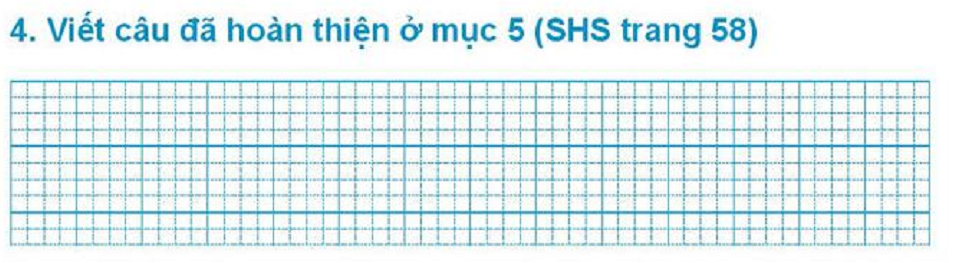 4. Viết câu đã hoàn thiện ở mục 5 (SHS trang 58)